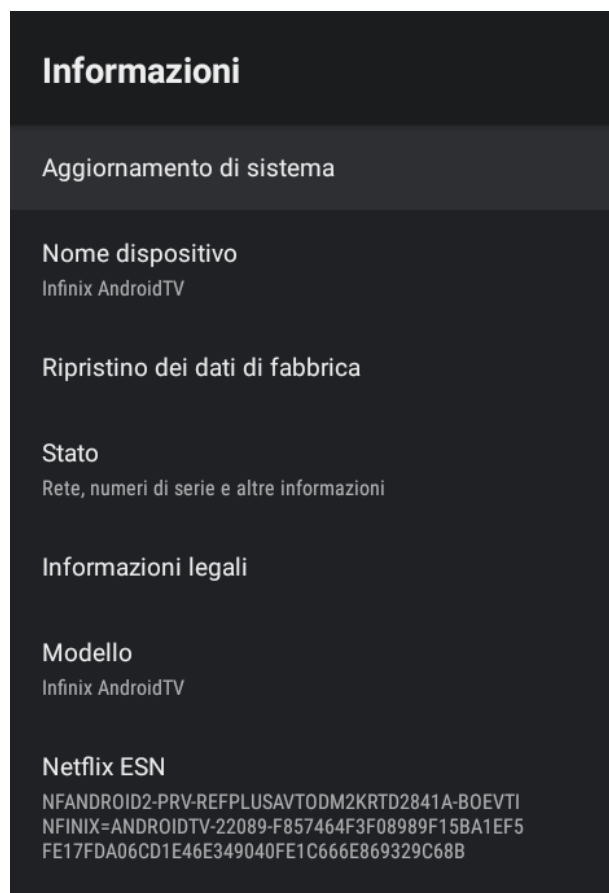 Informazioni
Aggiornamento di sistema
Nome dispositivo
Infinix AndroidTV
Ripristino dei dati di fabbrica
Stato
Rete, numeri di serie e altre informazioni
Informazioni legali
Modello
Infinix AndroidTV
Netflix ESN
NFANDROID2-PRV-REFPLUSAVTODM2KRTD2841A-BOEVTI
NFINIX=ANDROIDTV-22089-F857464F3F08989F15BA1EF5
FE17FDA06CD1E46E349040FE1C666E869329C68B